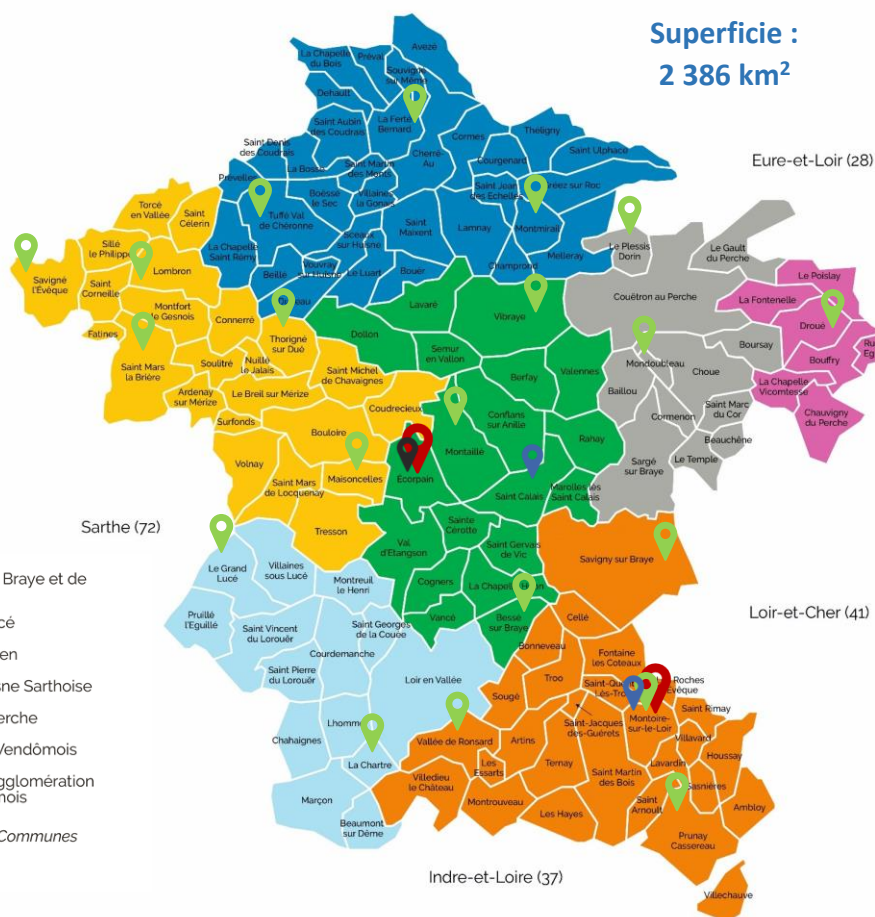 Superficie :
2 386 km²
Eure-et-Loir (28)
Sarthe (72)
Loir-et-Cher (41)
Indre-et-Loire (37)
Avezé
Préval
La Chapelle
du Bois
Souvigné
sur Même
Dehault
La Ferté
Bernard
Saint Aubin
des Coudrais
Cherré-
Au
Cormes
Theligny
Saint Ulphace
Courgenard
Saint Denis
des Coudrais
La Bosse
Saint Martin
des Monts
Prévelles
Boëssé
le Sec
Villaines
la Gonais
Saint Jean
des Echelles
Gréez sur Roc
Tuffé Val
de Chéronne
Sceaux
sur Huisne
Saint
Maixent
Lamnay
Montmirail
Melleray
Champrond
La Chapelle
Saint Rémy
Beillé
Vouvray
Le Luart
Bouër
Torcé
en Vallée
Saint
Célerin
Sillé
le Philippe
Lombron
Savigné
l'Évêque
Saint
Corneille
Montfort
le Gesnois
Connerré
Thorigné
sur Dué
Fatines
Saint Mars
la Brière
Soulitré
Nuillé
le Jalais
Ardenay
sur Mérize
Le Breil sur Mérize
Saint Michel
de Chavaignes
Surfonds
Coudrecieux
Bouloire
Volnay
Maisoncelles
Saint Mars
de Locquenay
Tresson
Lavaré
Vibraye
Dollon
Semur
en Vallon
Berfay
Valennes
Conflans
sur Anille
Montaillé
Rahay
Écorpain
Saint Calais
Marolles lès
Saint Calais
Sainte
Cérotte
Val
d'Etangson
Saint Gervais
de Vic
Cogners
Vancé
Bessé
sur Braye
Le Plessis
Dorin
Le Gault
du Perche
Couëtron au Perche
Mondoubleau
Boursay
Choue
Baillou
Cormenon
Saint Marc
du Cor
Beauchêne
Le Temple
Sargé
sur Braye
Le Poislay
La Fontenelle
Droué
Bouffry
La Chapelle
Vicomtesse
Chauvigny
du Perche
Le Grand
Lucé
Villaines
sous Lucé
Montreuil
le Henri
Pruillé
l'Eguillé
Saint Vincent
du Lorouër
Saint Georges
de la Couée
Courdemanche
Saint Pierre
du Lorouër
Loir en Vallée
Lhomme
Chahaignes
La Chartre
Marçon
Beaumont
sur Dême
Savigny sur Braye
Cellé
Bonneveau
Fontaine
les Coteaux
Troo
Sougé
Saint-Jacques
des-Guérets
Montoire-
sur-le-Loir
Saint Rimay
Villavard
Houssay
Lavardin
Sasnières
Ambloy
Vallée de Ronsard
Artins
Les
Essarts
Ternay
Saint Martin
des Bois
Villedieu
le Château
Montrouveau
Les Hayes
Saint
Arnoult
Prunay
Cassereau
Villechauve
Braye et de
cé
en
ne Sarthoise
erche
Vendômois
gglomération
nois
Communes